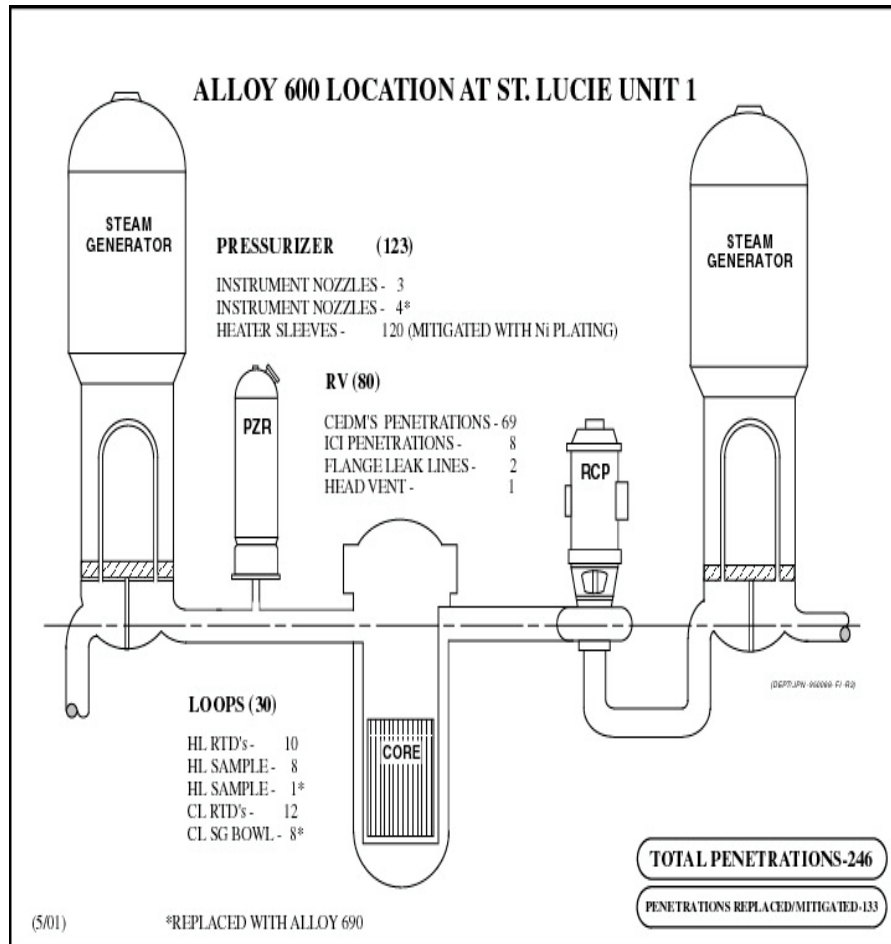 ALLOY 600 LOCATION AT ST. LUCIE UNIT 1
STEAM
GENERATOR
STEAM
GENERATOR
PRESSURIZER (123)
INSTRUMENT NOZZLES - 3
INSTRUMENT NOZZLES - 4*
HEATER SLEEVES - 120 (MITIGATED WITH Ni PLATING)
PZR
RV (80)
CEDM'S PENETRATIONS - 69
ICI PENETRATIONS - 8
FLANGE LEAK LINES - 2
HEAD VENT - 1
RCP
LOOPS (30)
HL RTD's - 10
HL SAMPLE - 8
HL SAMPLE - 1*
CL RTD's - 12
CL SG BOWL - 8*
CORE
TOTAL PENETRATIONS-246
PENETRATIONS REPLACED/MITIGATED-133
(5/01) *REPLACED WITH ALLOY 690